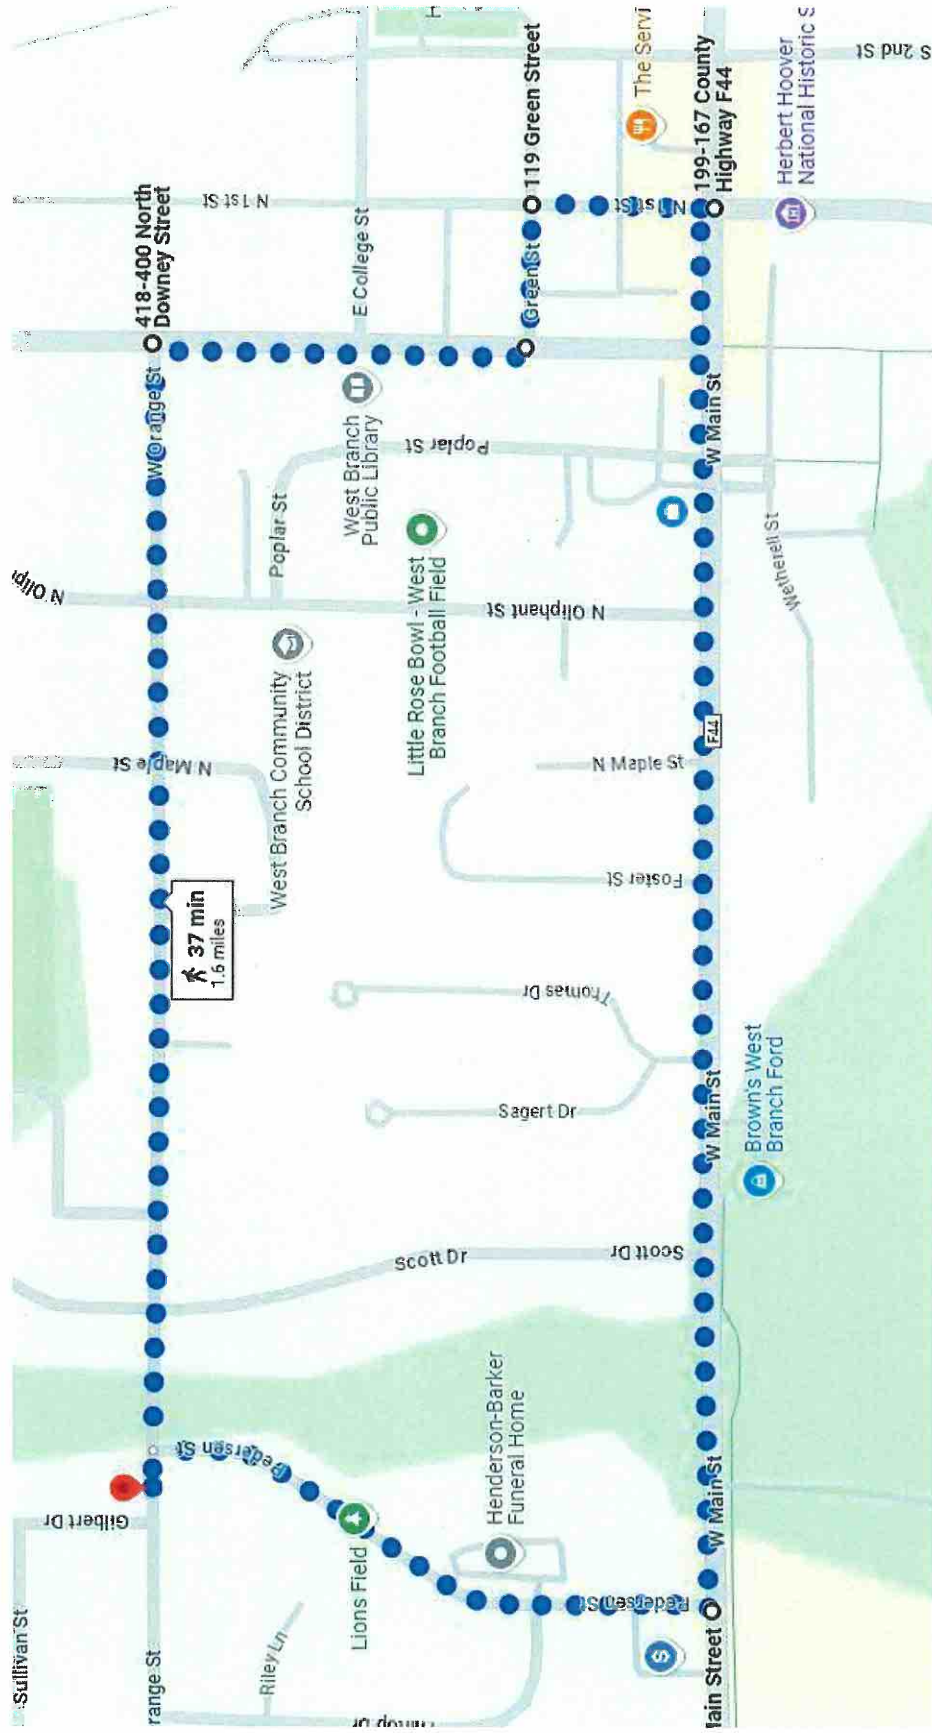 Sullivan St
Gilbert Dr
N Maple St
418-400 North
Downey Street
range St
W Orange St
Pedersen St
37 min
1.6 miles
N 1st St
Riley Ln
West Branch Community
School District
Poplar St
Lions Field
Scott Dr
West Branch
Public Library
E College St
Little Rose Bowl - West
Branch Football Field
Poplar St
Henderson-Barker
Funeral Home
Sagert Dr
Thomas Dr
N Oliphant St
Green St
119 Green Street
Pedersen St
Scott Dr
Foster St
N Maple St
N 1st St
The Servi
W Main St
W Main St
F44
W Main St
199-167 County
Highway F44
ain Street
Brown's West
Branch Ford
Wetherell St
Herbert Hoover
National Historic S
S 2nd St